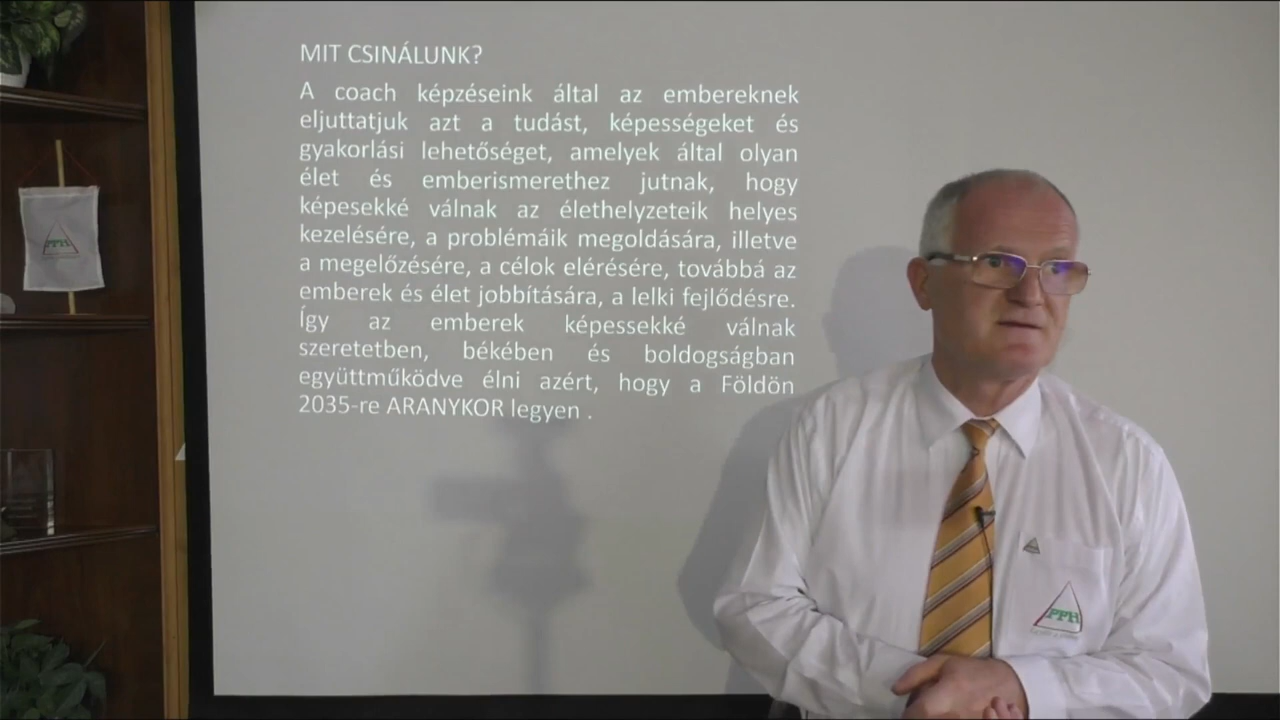 MIT CSINÁLUNK?
A coach képzéseink által az embereknek
eljuttatjuk azt a tudást, képességeket és
gyakorlási lehetőséget, amelyek által olyan
élet és emberismerethez jutnak, hogy
képesekké válnak az élethelyzeteik helyes
kezelésére, a problémáik megoldására, illetve
a megelőzésére, a célok elérésére, továbbá az
emberek és élet jobbítására, a lelki fejlődésre.
Így az emberek képessekké válnak
szeretetben, békében és boldogságban
együttműködve élni azért, hogy a Földön
2035-re ARANYKOR legyen .
PPH
PPH